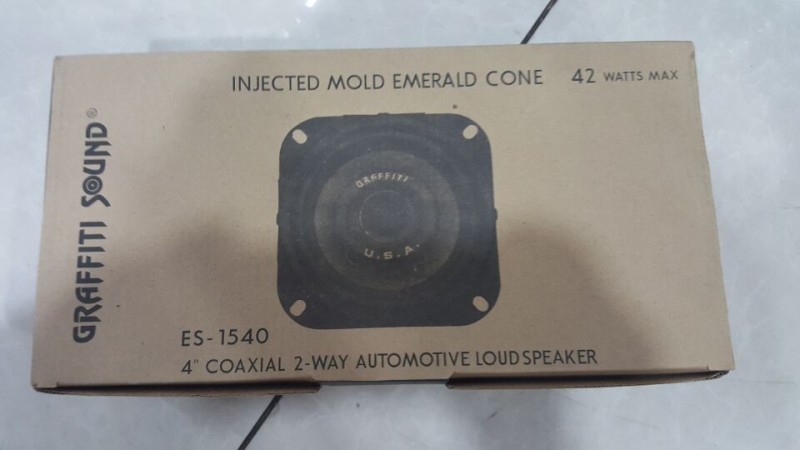 INJECTED MOLD EMERALD CONE 42 WATTS MAX
GRAFFITI SOUND®
GRAFFITI
U.S.A.
ES-1540
4" COAXIAL 2-WAY AUTOMOTIVE LOUDSPEAKER